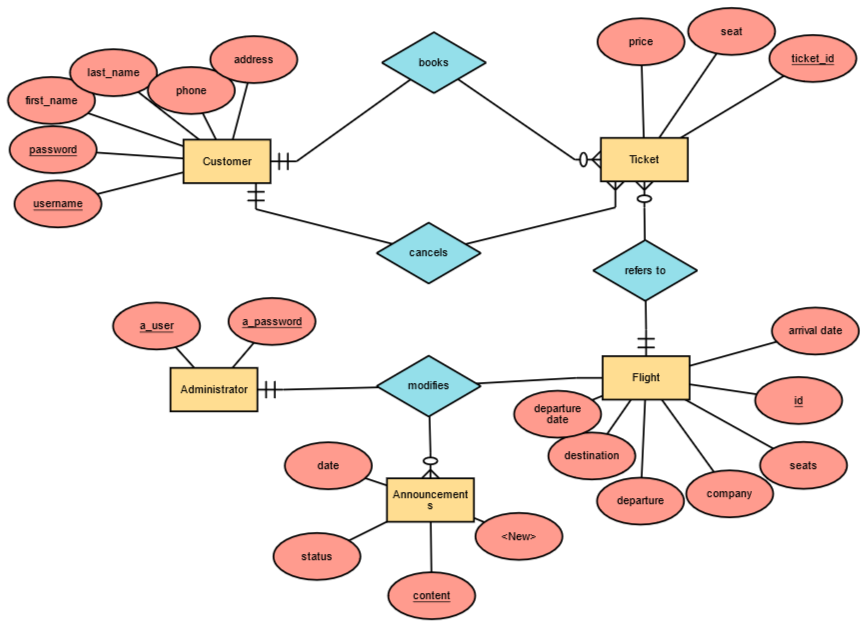 books
price
seat
ticket_id
last_name
address
phone
first_name
password
username
Customer
Ticket
cancels
refers to
a_user
a_password
arrival date
Administrator
modifies
Flight
id
departure
date
destination
seats
departure
company
date
Announcement
s
<New>
status
content